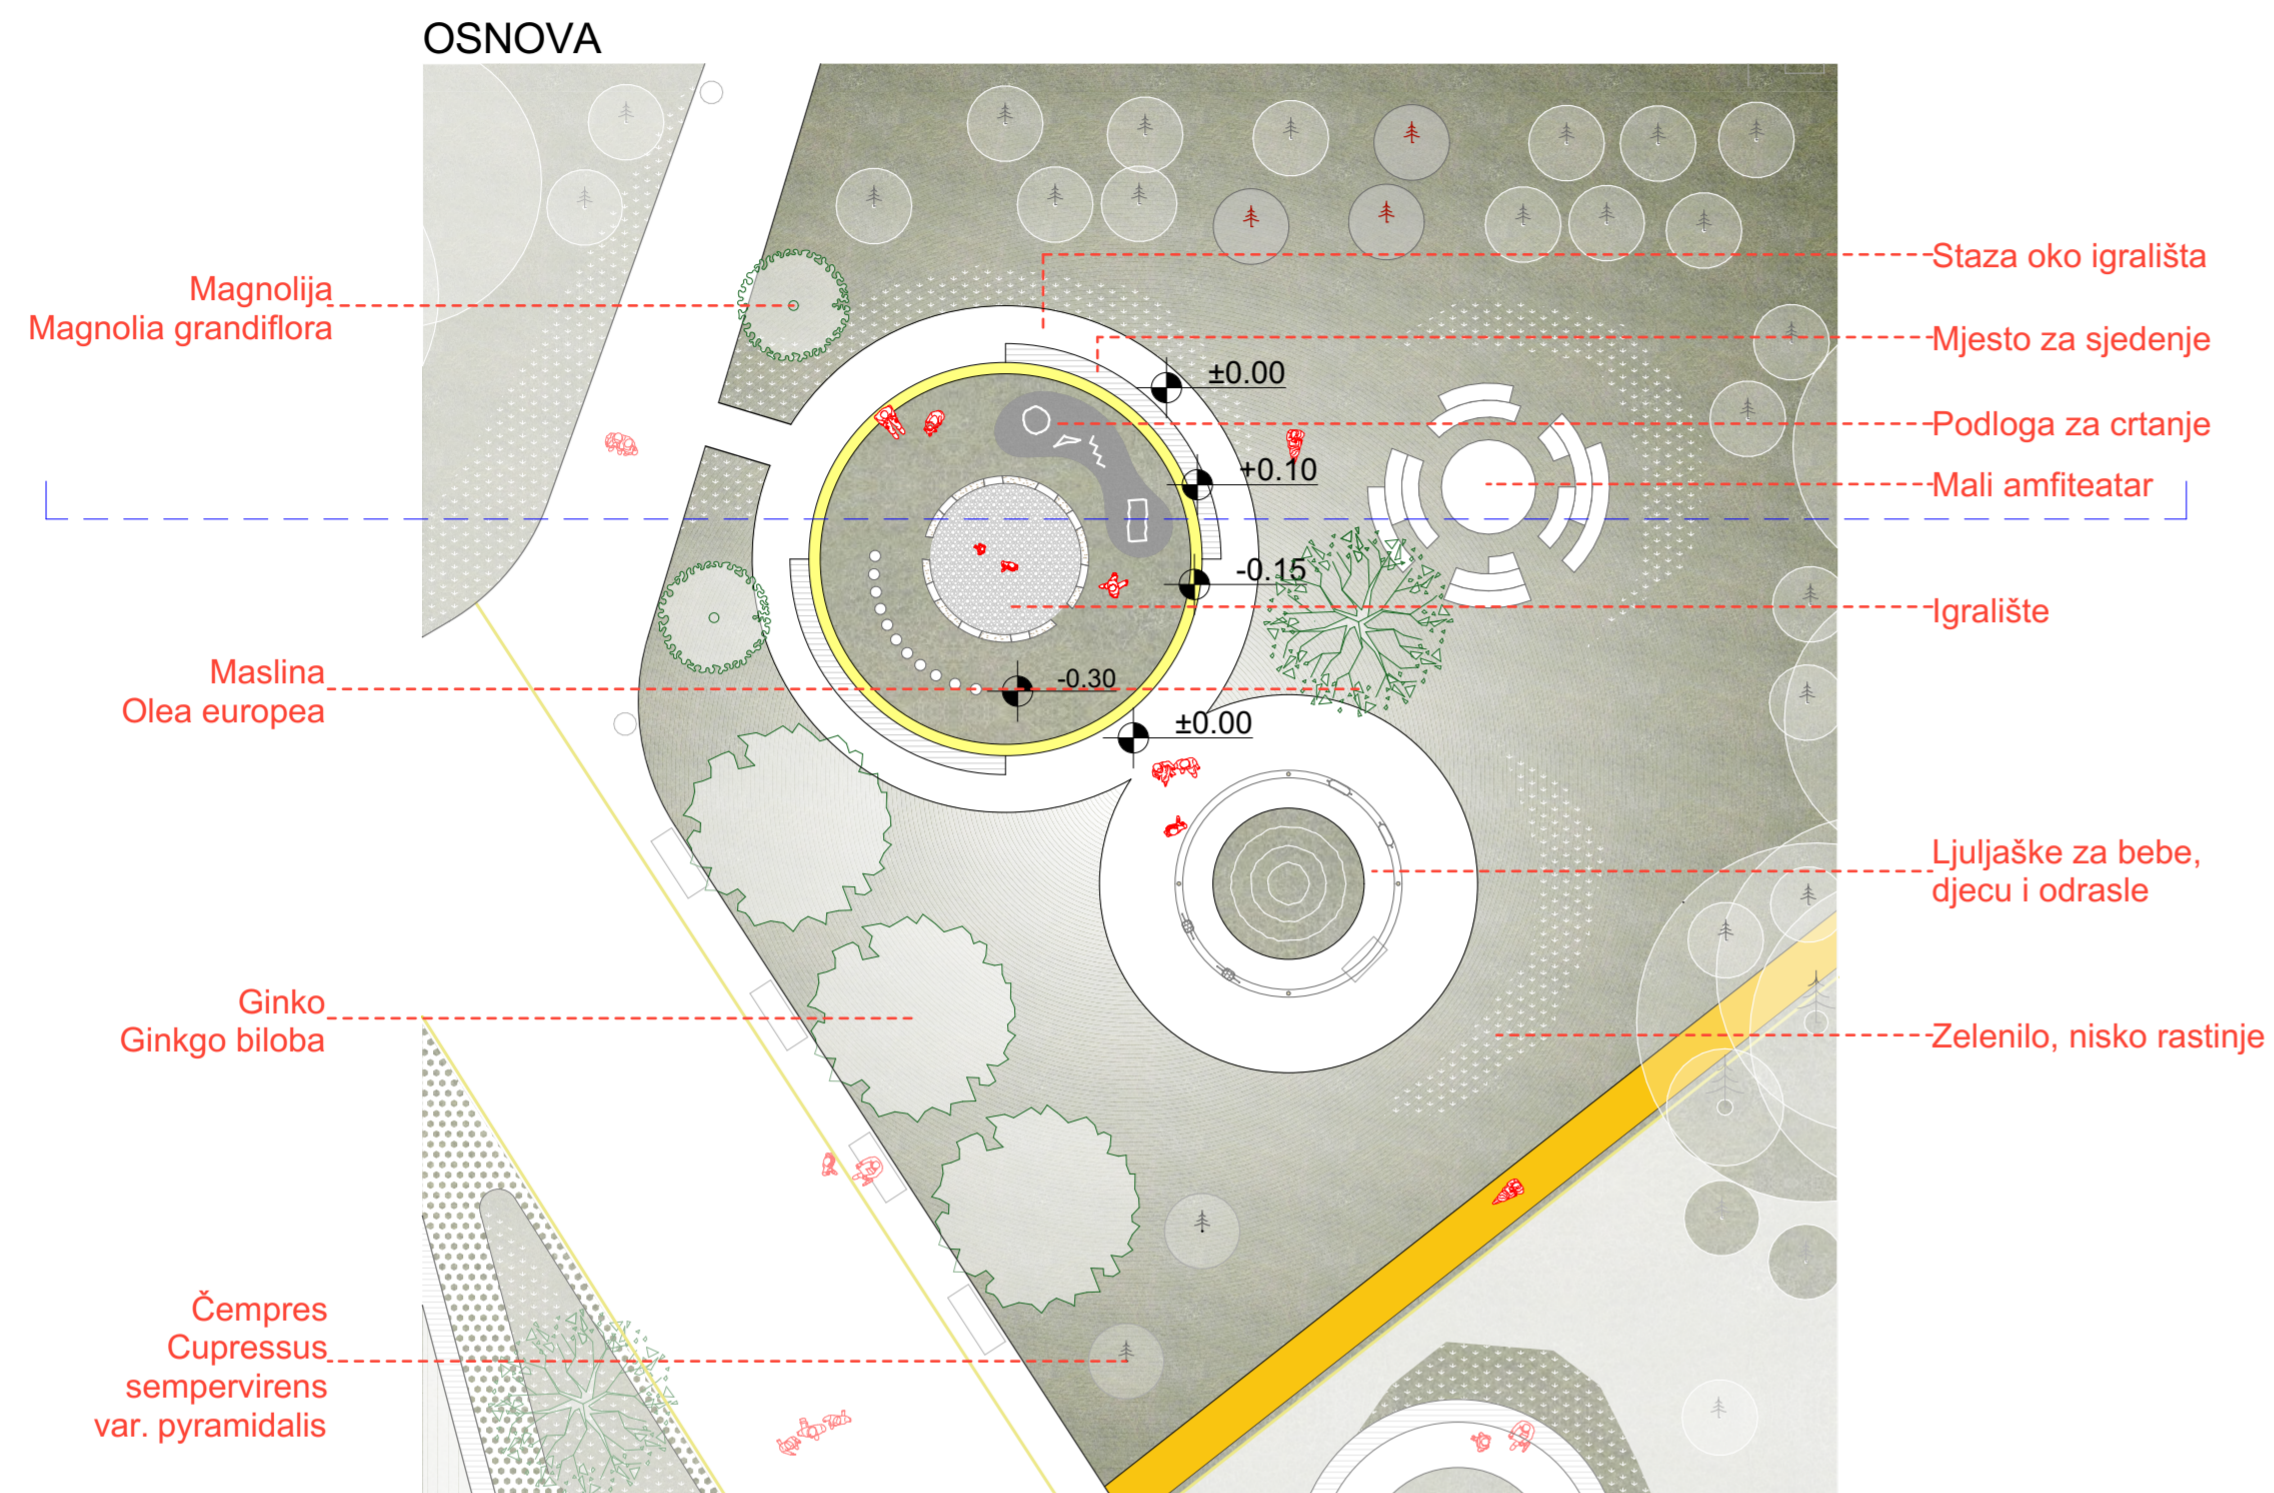 OSNOVA
Magnolija
Magnolia grandiflora
Maslina
Olea europea
Ginko
Ginkgo biloba
Čempres
Cupressus
sempervirens
var. pyramidalis
±0.00
+0.10
-0.15
-0.30
±0.00
Staza oko igrališta
Mjesto za sjedenje
Podloga za crtanje
Mali amfiteatar
Igralište
Ljuljaške za bebe,
djecu i odrasle
Zelenilo, nisko rastinje